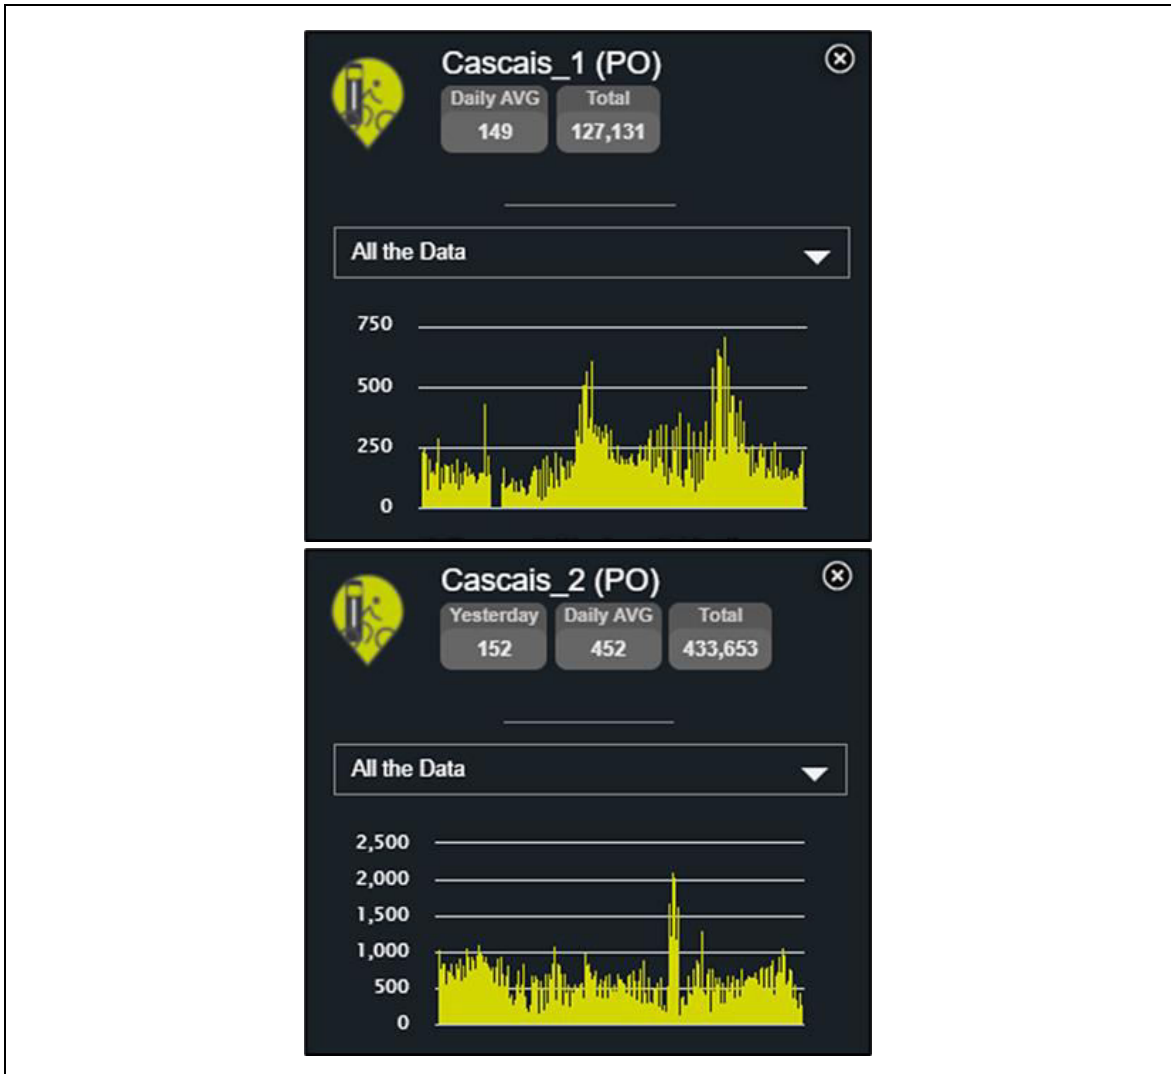 Cascais_1 (PO)
Daily AVG Total
149 127,131
All the Data
750
500
250
0
Cascais_2 (PO)
Yesterday Daily AVG Total
152 452 433,653
All the Data
2,500
2,000
1,500
1,000
500
0